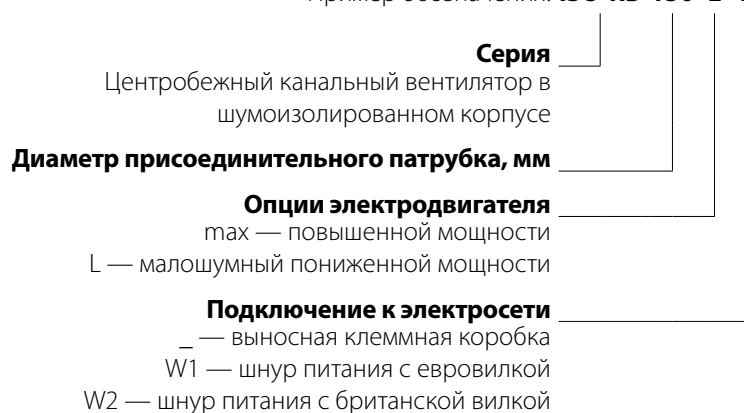 Серия
Центробежный канальный вентилятор в
шумоизолированном корпусе
Диаметр присоединительного патрубка, мм
Опции электродвигателя
max — повышенной мощности
L — малошумный пониженной мощности
Подключение к электросети
_ — выносная клеммная коробка
W1 — шнур питания с евровилкой
W2 — шнур питания с британской вилкой